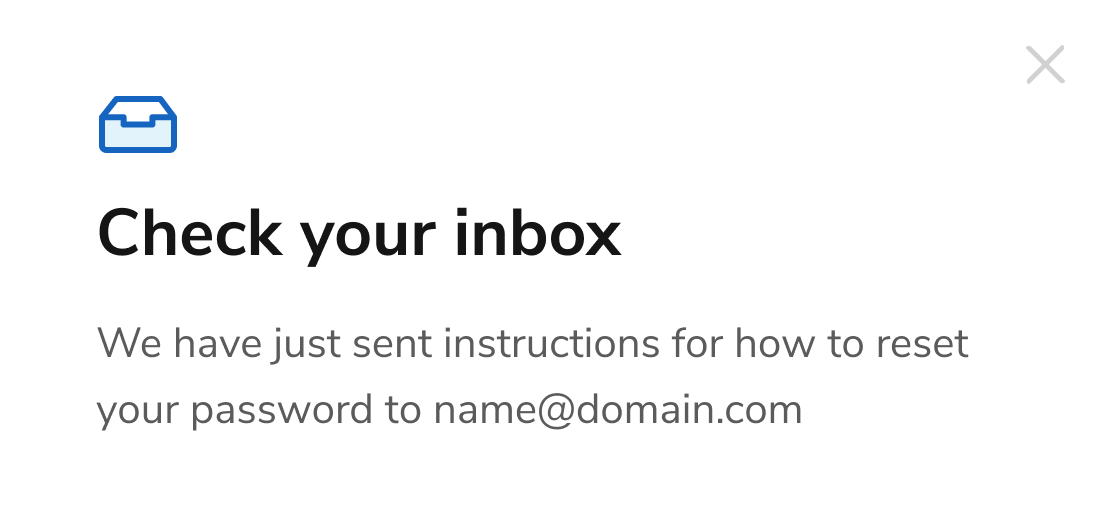 Check your inbox
We have just sent instructions for how to reset
your password to name@domain.com